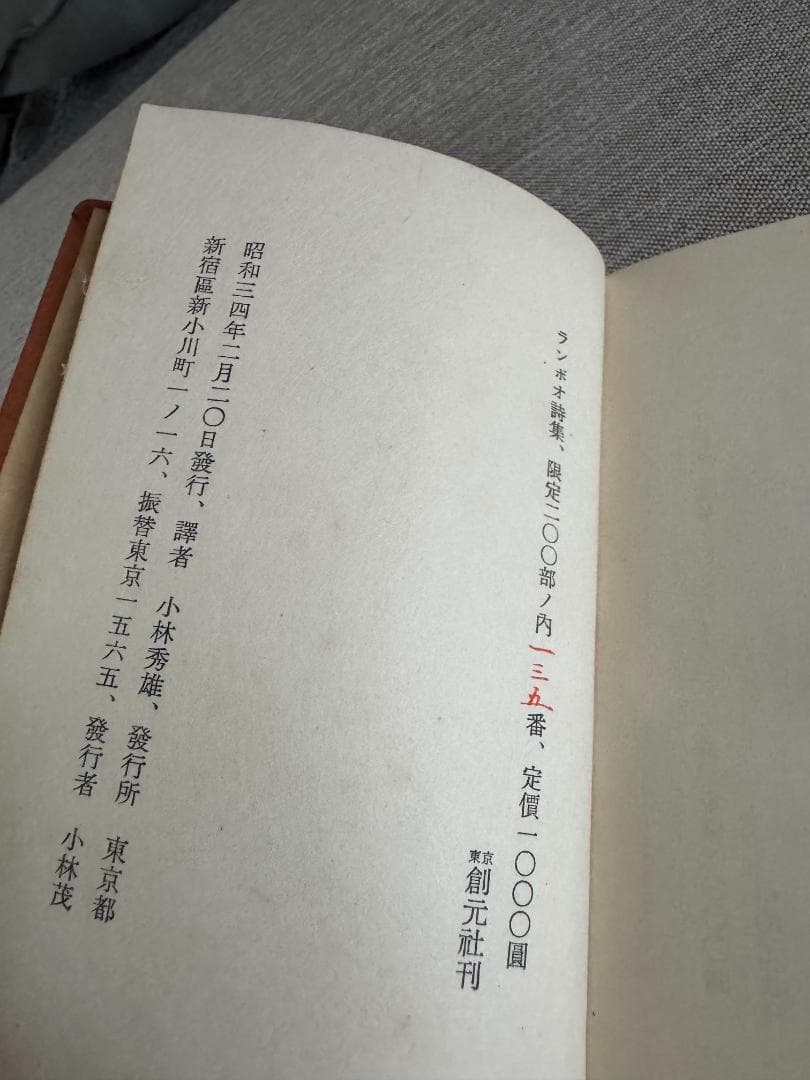 ランボオ詩集、限定二〇〇部ノ內一三五番、定價一〇〇〇圓
東京創元社刊
昭和三四年二月二〇日發行、譯者　小林秀雄、發行所　東京都
新宿區新小川町一ノ一六、振替東京一五六五、發行者　小林茂